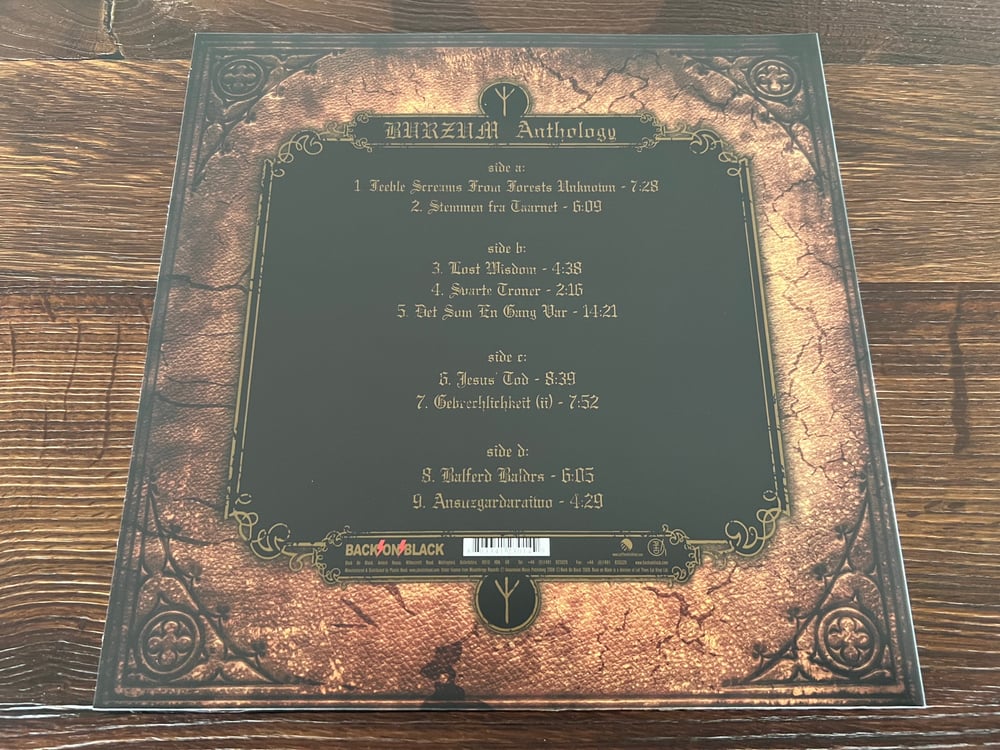 BURZUM Anthology
side a:
1 Feeble Screams From Forests Unknown - 7:28
2. Stemmen fra Taarnet - 6:09
side b:
3. Lost Wisdom - 4:38
4. Svarte Troner - 2:16
5. Det Som En Gang Var - 14:21
side c:
6. Jesus' Tod - 8:39
7. Gebrechlichkeit (ii) - 7:52
side d:
8. Balferd Baldrs - 6:05
9. Ansuzgardaraiwo - 4:29
BACK ON BLACK